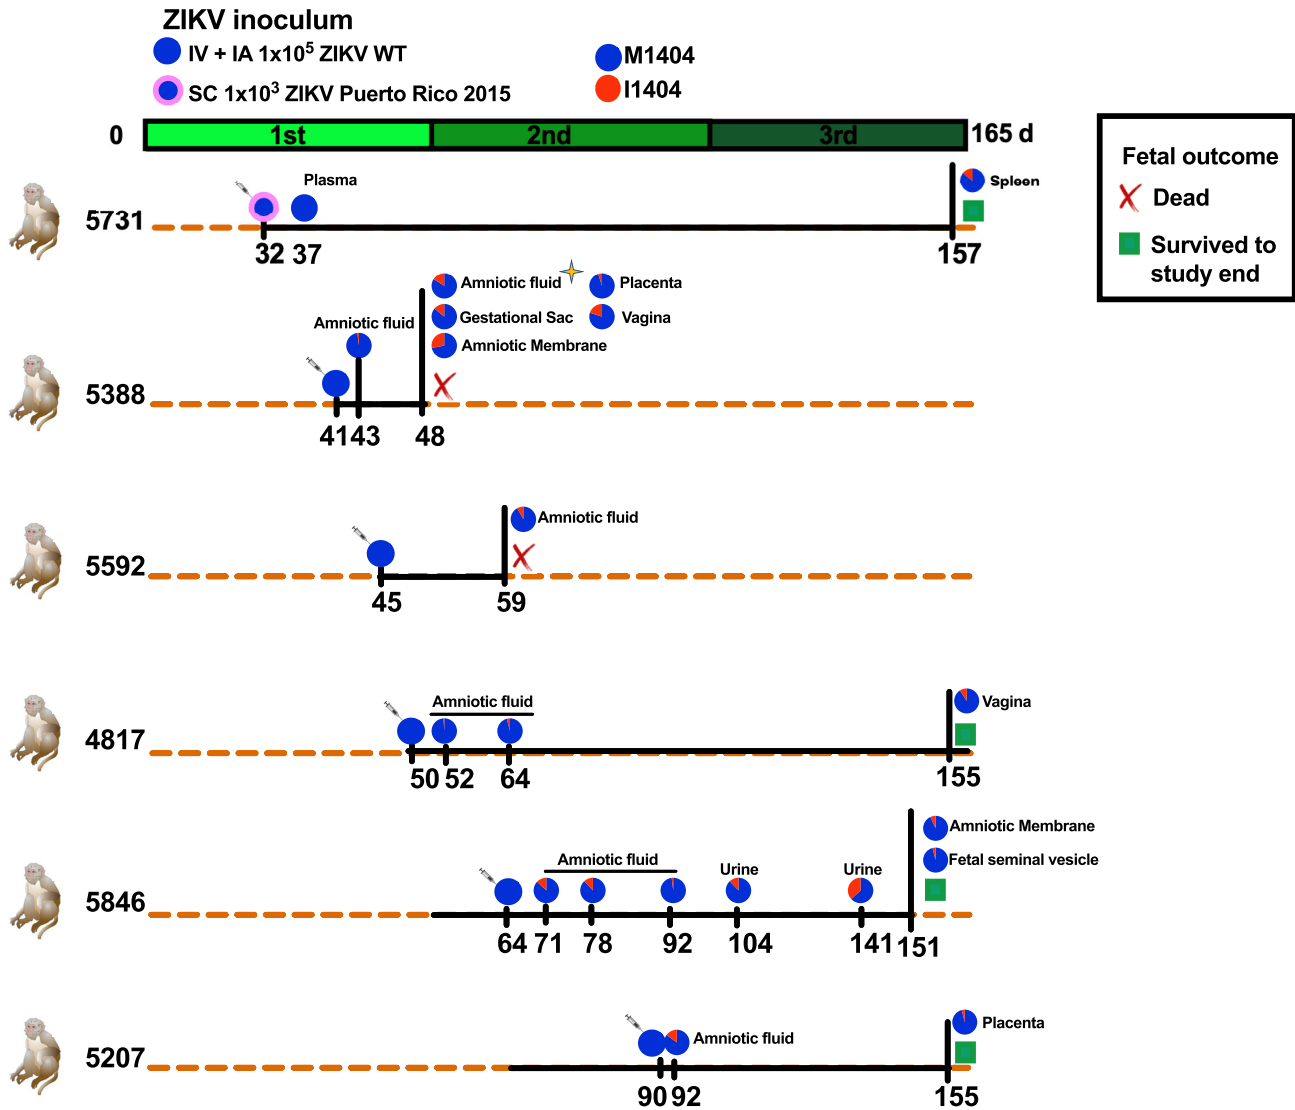 ZIKV inoculum
IV + IA 1x10⁵ ZIKV WT
M1404
SC 1x10³ ZIKV Puerto Rico 2015
I1404
0 1st 2nd 3rd 165 d
Fetal outcome
Dead
Survived to
study end
Plasma
Spleen
5731
32 37 157
Amniotic fluid Placenta
Gestational Sac Vagina
Amniotic fluid
Amniotic Membrane
5388
41 43 48
Amniotic fluid
5592
45 59
Amniotic fluid
Vagina
4817
50 52 64 155
Amniotic Membrane
Amniotic fluid Fetal seminal vesicle
Urine Urine
5846
64 71 78 92 104 141 151
Placenta
Amniotic fluid
5207
90 92 155